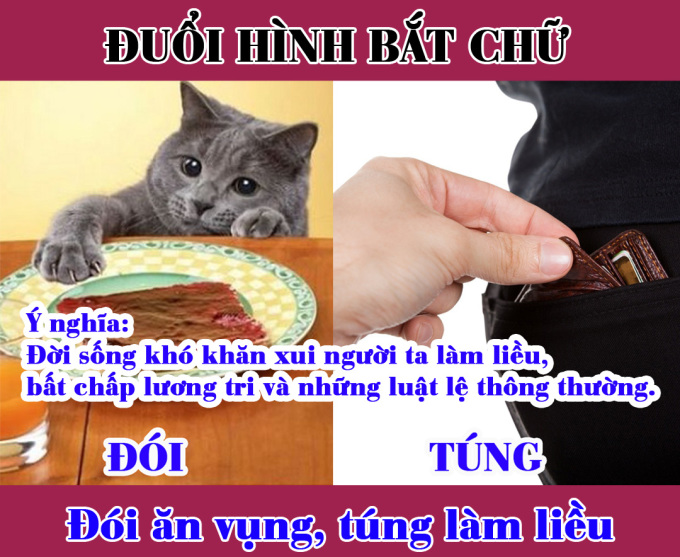 ĐUỔI HÌNH BẮT CHỮ
Ý nghĩa:
Đời sống khó khăn xui người ta làm liều,
bất chấp lương tri và những luật lệ thông thường.
ĐÓI
TÚNG
Đói ăn vụng, túng làm liều